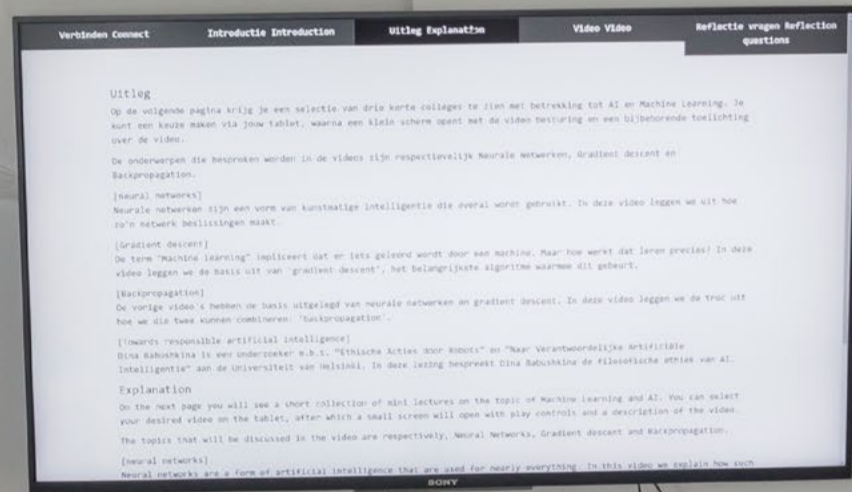 Verbinden Connect
Introductie Introduction
Uitleg Explanation
Video Video
Reflectie vragen Reflection
questions
Uitleg
Op de volgende pagina krijg je een selectie van drie korte colleges te zien met betrekking tot AI en Machine Learning. Je
kunt een keuze maken via jouw tablet, waarna een klein scherm opent met de video besturing en een bijbehorende toelichting
over de video.
De onderwerpen die besproken worden in de videos zijn respectievelijk Neurale Netwerken, Gradient descent en
Backpropagation.
[neural networks]
Neurale netwerken zijn een vorm van kunstmatige intelligentie die overal wordt gebruikt. In deze video leggen we uit hoe
zo'n netwerk beslissingen maakt.
[Gradient descent]
De term "Machine learning" impliceert dat er iets geleerd wordt door een machine. Maar hoe werkt dat leren precies? In deze
video leggen we de basis uit van 'gradient descent', het belangrijkste algoritme waarmee dit gebeurt.
[Backpropagation]
De vorige video's hebben de basis uitgelegd van neurale netwerken en gradient descent. In deze video leggen we de truc uit
hoe we die twee kunnen combineren: 'backpropagation'.
[Towards responsible artificial intelligence]
Dina Babushkina is een onderzoeker m.b.t. "Ethische Acties door Robots" en "Naar Verantwoordelijke Artificiële
Intelligentie" aan de Universiteit van Helsinki. In deze lezing bespreekt Dina Babushkina de filosofische ethiek van AI.
Explanation
On the next page you will see a short collection of mini lectures on the topic of Machine Learning and AI. You can select
your desired video on the tablet, after which a small screen will open with play controls and a description of the video.
The topics that will be discussed in the video are respectively, Neural Networks, Gradient descent and Backpropagation.
[neural networks]
Neural networks are a form of artificial intelligence that are used for nearly everything. In this video we explain how such
SONY